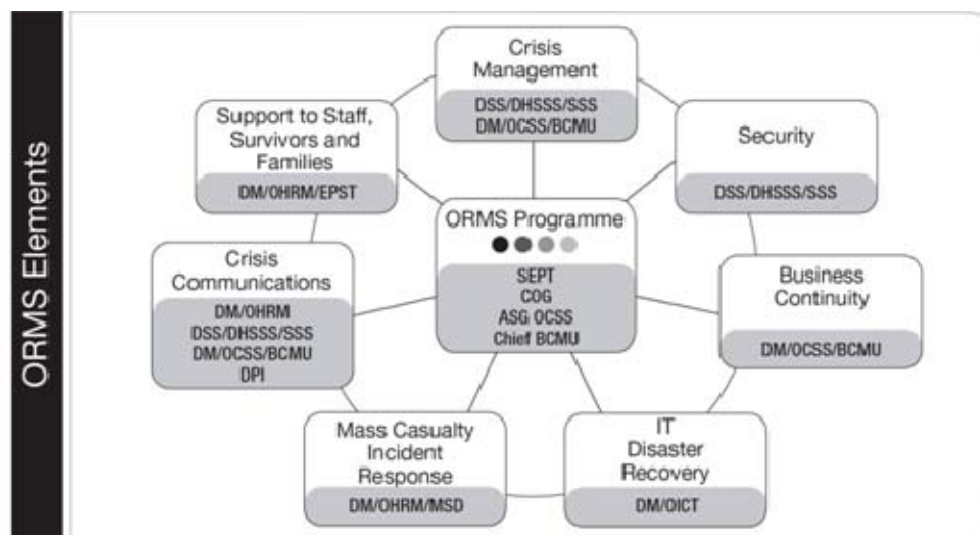 ORMS Elements
Crisis
Management
DSS/DHSSS/SSS
DM/OCSS/BCMU
Support to Staff,
Survivors and
Families
DM/OHRM/EPST
Security
DSS/DHSSS/SSS
ORMS Programme
SEPT
COG
ASG OCSS
Chief BCMU
Crisis
Communications
DM/OHRM
DSS/DHSSS/SSS
DM/OCSS/BCMU
DPI
Business
Continuity
DM/OCSS/BCMU
Mass Casualty
Incident
Response
DM/OHRM/MSD
IT
Disaster
Recovery
DM/OICT